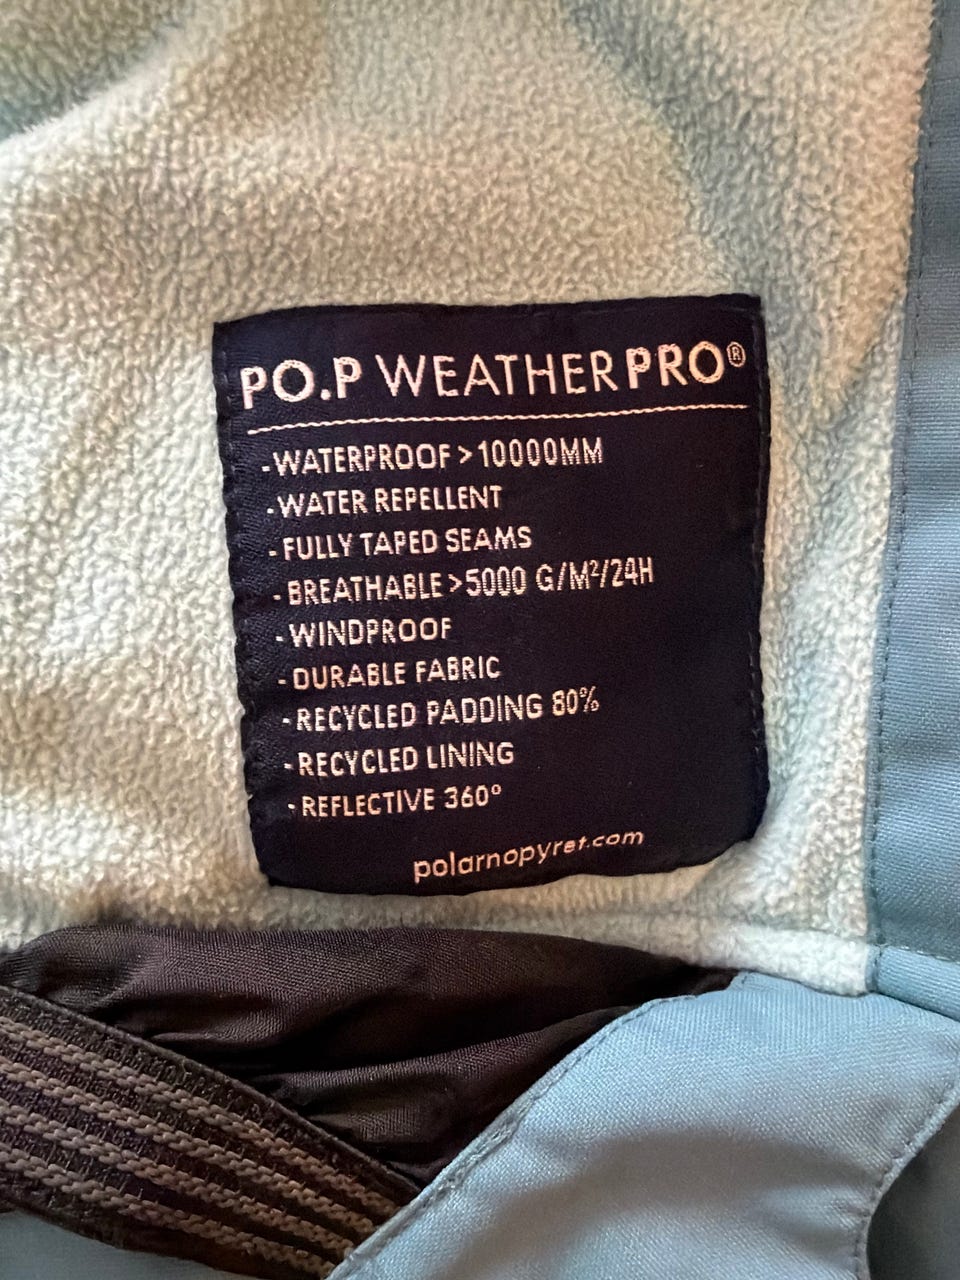 PO.P WEATHERPRO®
-WATERPROOF >10000MM
-WATER REPELLENT
-FULLY TAPED SEAMS
-BREATHABLE >5000 G/M²/24H
-WINDPROOF
-DURABLE FABRIC
-RECYCLED PADDING 80%
-RECYCLED LINING
-REFLECTIVE 360°
polarnopyret.com